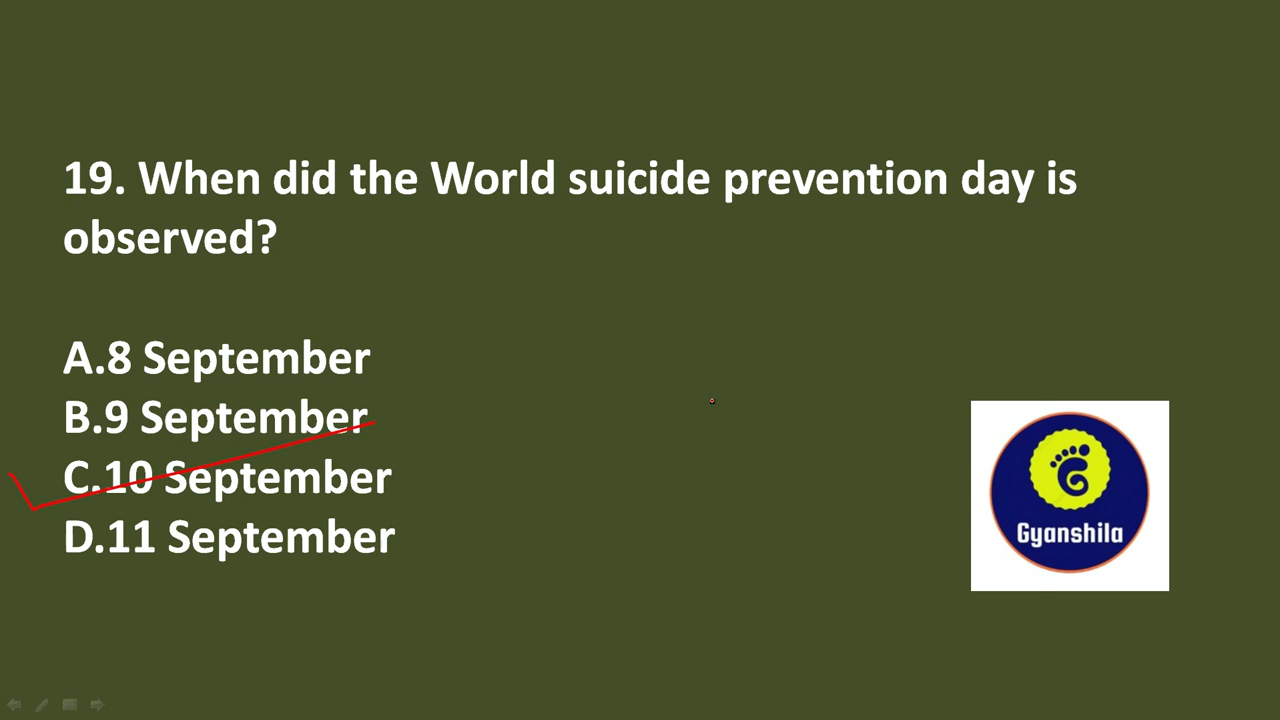 19. When did the World suicide prevention day is
observed?
A.8 September
B.9 September
C.10 September
D.11 September
Gyanshila